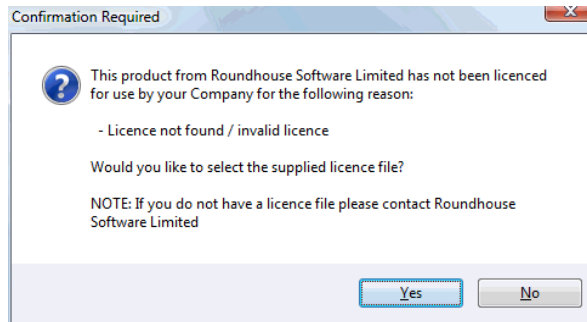 Confirmation Required
This product from Roundhouse Software Limited has not been licenced
for use by your Company for the following reason:
- Licence not found / invalid licence
Would you like to select the supplied licence file?
NOTE: If you do not have a licence file please contact Roundhouse
Software Limited
Yes
No